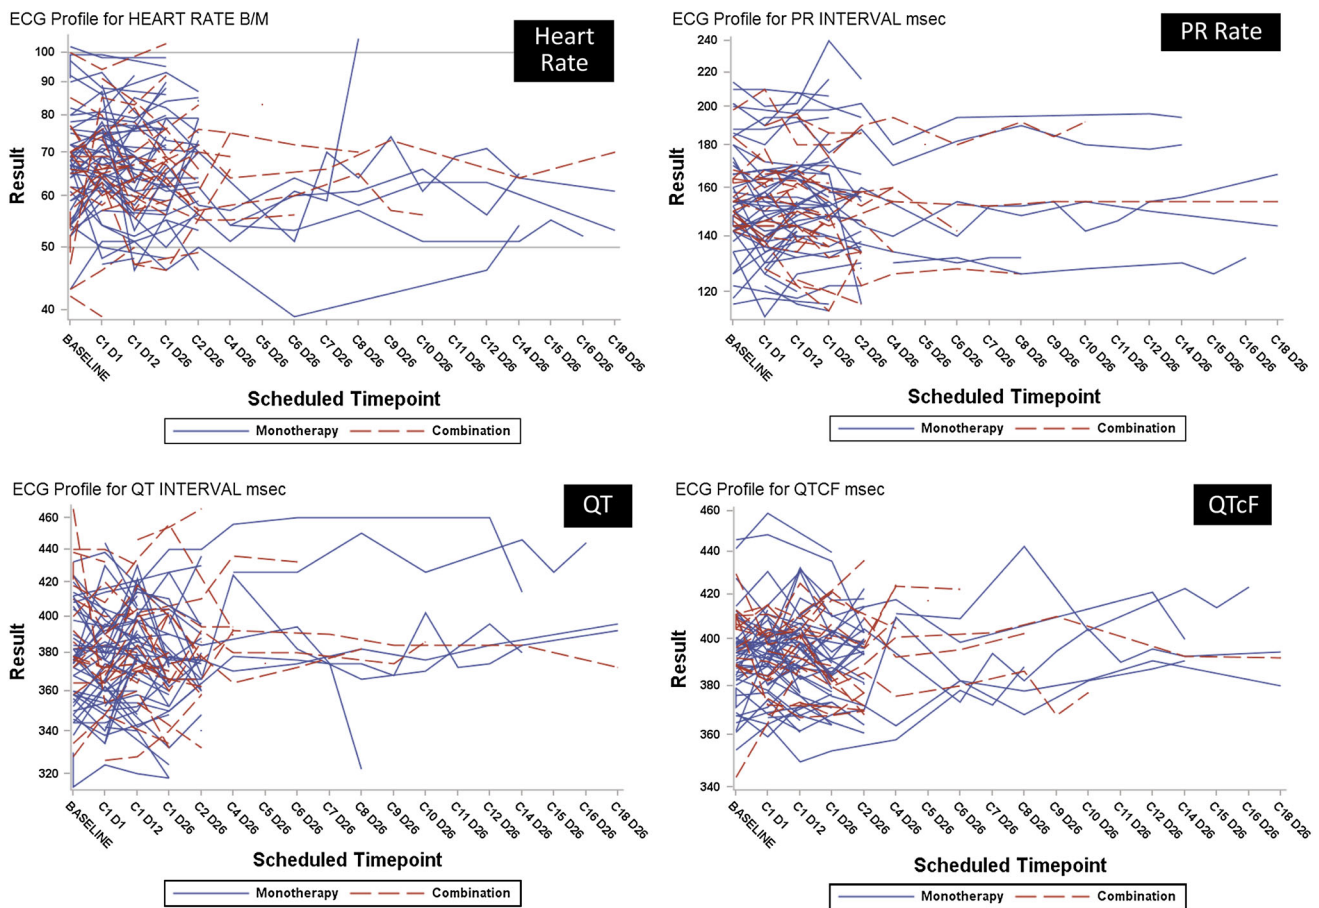 ECG Profile for HEART RATE B/M
Heart
Rate
100
90
80
70
60
50
40
Result
BASELINE
C1 D1
C1 D12
C1 D26
C2 D26
C4 D26
C5 D26
C6 D26
C7 D26
C8 D26
C9 D26
C10 D26
C11 D26
C12 D26
C14 D26
C15 D26
C16 D26
C18 D26
Scheduled Timepoint
Monotherapy
Combination
ECG Profile for PR INTERVAL msec
PR Rate
240
220
200
180
160
140
120
Result
BASELINE
C1 D1
C1 D12
C1 D26
C2 D26
C4 D26
C5 D26
C6 D26
C7 D26
C8 D26
C9 D26
C10 D26
C11 D26
C12 D26
C14 D26
C15 D26
C16 D26
C18 D26
Scheduled Timepoint
Monotherapy
Combination
ECG Profile for QT INTERVAL msec
QT
460
440
420
400
380
360
340
320
Result
BASELINE
C1 D1
C1 D12
C1 D26
C2 D26
C4 D26
C5 D26
C6 D26
C7 D26
C8 D26
C9 D26
C10 D26
C11 D26
C12 D26
C14 D26
C15 D26
C16 D26
C18 D26
Scheduled Timepoint
Monotherapy
Combination
ECG Profile for QTCF msec
QTcF
460
440
420
400
380
360
340
Result
BASELINE
C1 D1
C1 D12
C1 D26
C2 D26
C4 D26
C5 D26
C6 D26
C7 D26
C8 D26
C9 D26
C10 D26
C11 D26
C12 D26
C14 D26
C15 D26
C16 D26
C18 D26
Scheduled Timepoint
Monotherapy
Combination